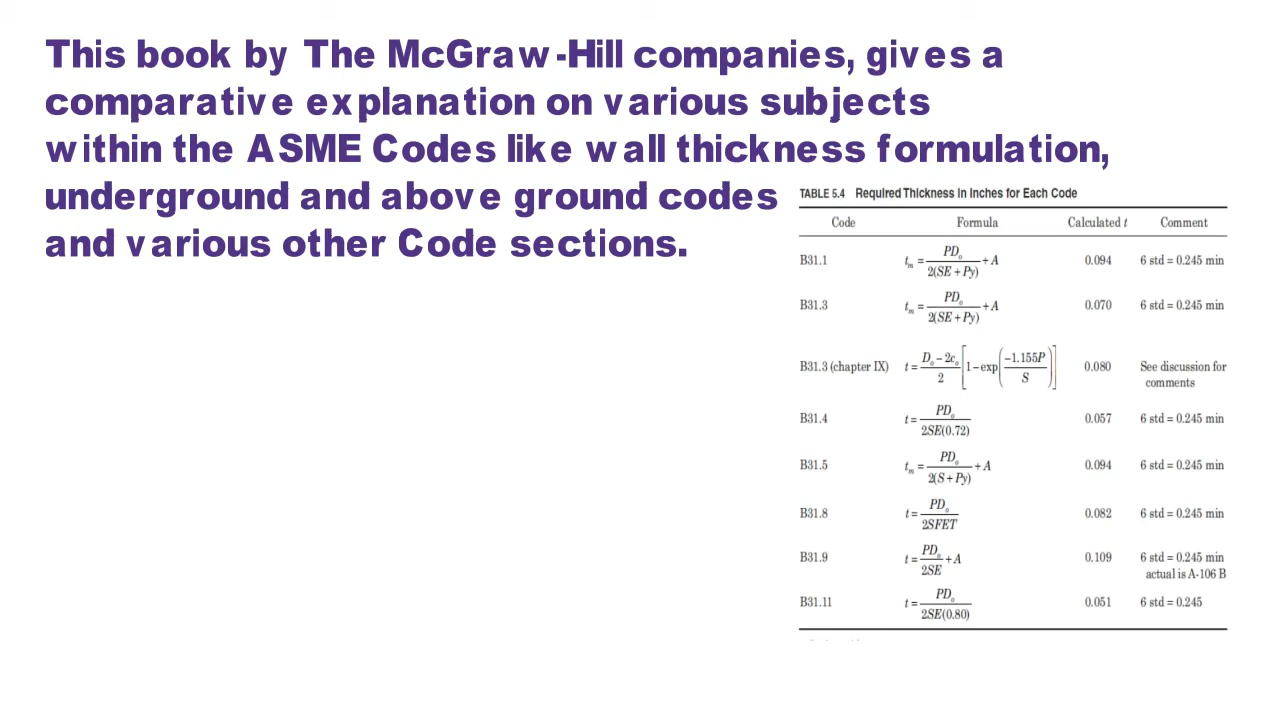 This book by The McGraw-Hill companies, gives a
comparative explanation on various subjects
within the ASME Codes like wall thickness formulation,
underground and above ground codes
and various other Code sections.
TABLE 5.4 Required Thickness in Inches for Each Code
Code Formula Calculated t Comment
B31.1 tₘ = PDₒ / 2(SE + Py) + A 0.094 6 std = 0.245 min
B31.3 tₘ = PDₒ / 2(SE + Py) + A 0.070 6 std = 0.245 min
B31.3 (chapter IX) t = Dₒ – 2cₒ / 2 [1 – exp(–1.155P / S)] 0.080 See discussion for
comments
B31.4 t = PDₒ / 2SE(0.72) 0.057 6 std = 0.245 min
B31.5 tₘ = PDₒ / 2(S + Py) + A 0.094 6 std = 0.245 min
B31.8 t = PDₒ / 2SFET 0.082 6 std = 0.245 min
B31.9 t = PDₒ / 2SE + A 0.109 6 std = 0.245 min
actual is A-106 B
B31.11 t = PDₒ / 2SE(0.80) 0.051 6 std = 0.245